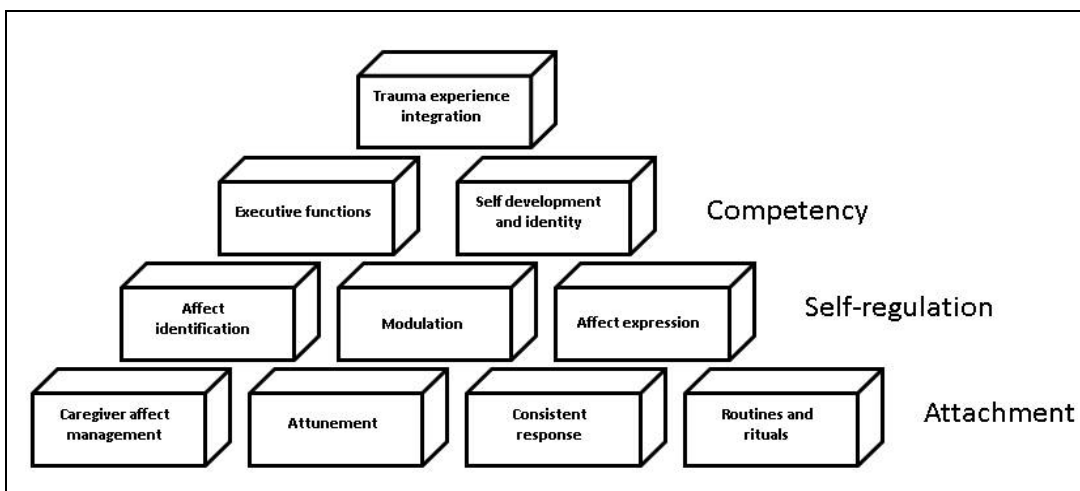 Trauma experience
integration
Executive functions
Self development
and identity
Competency
Affect
identification
Modulation
Affect expression
Self-regulation
Caregiver affect
management
Attunement
Consistent
response
Routines and
rituals
Attachment